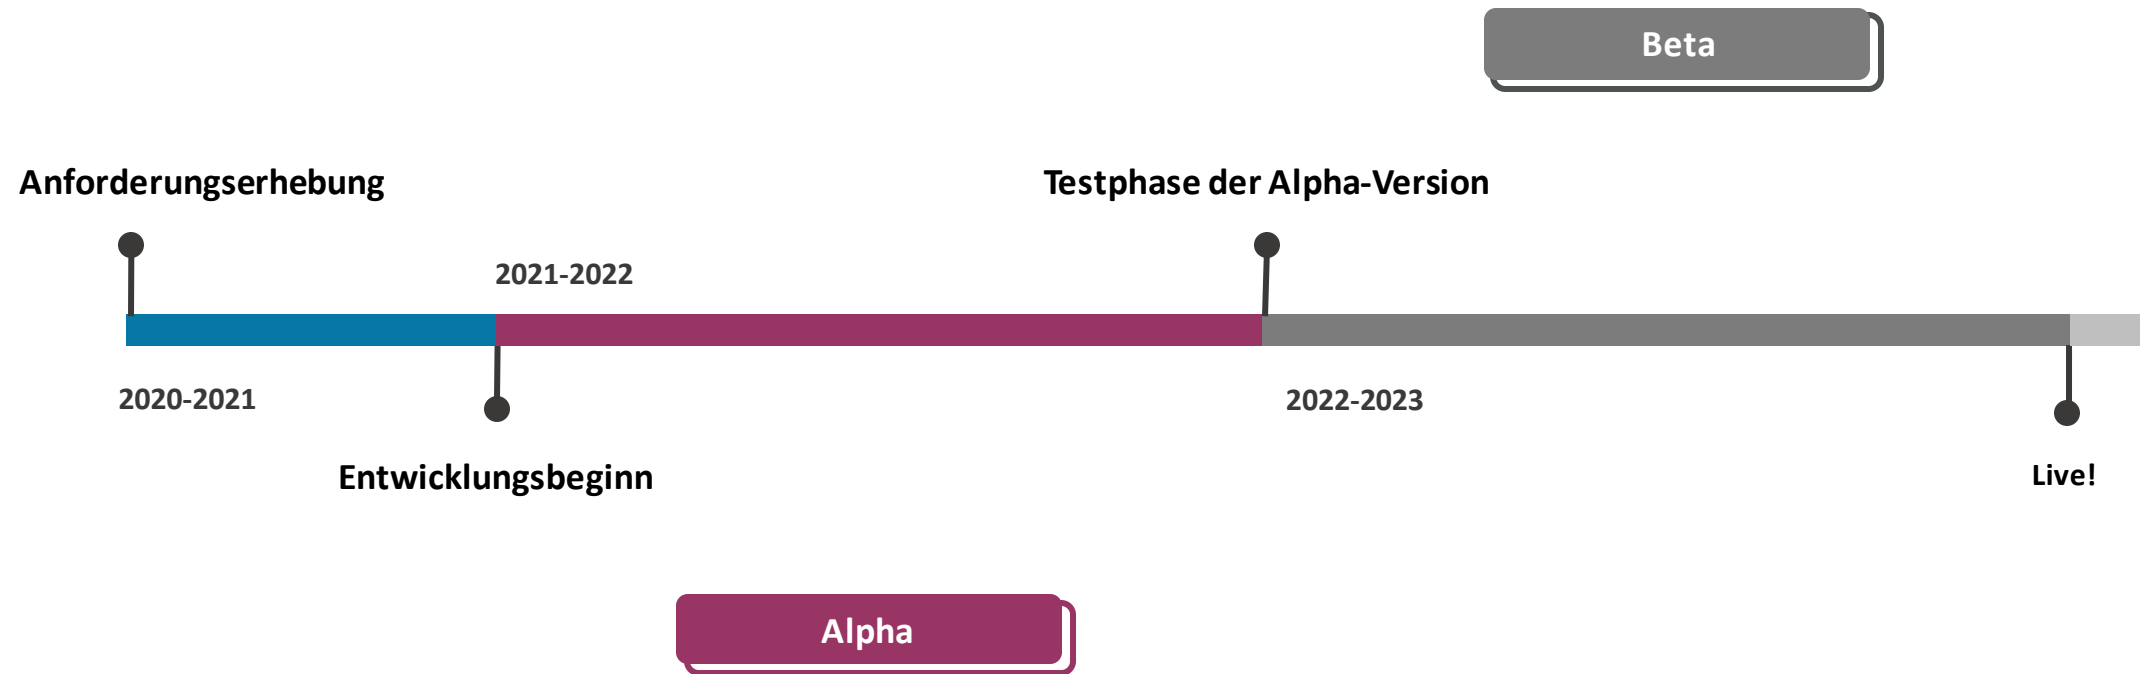 Beta
Anforderungserhebung
Testphase der Alpha-Version
2021-2022
2020-2021
2022-2023
Entwicklungsbeginn
Live!
Alpha